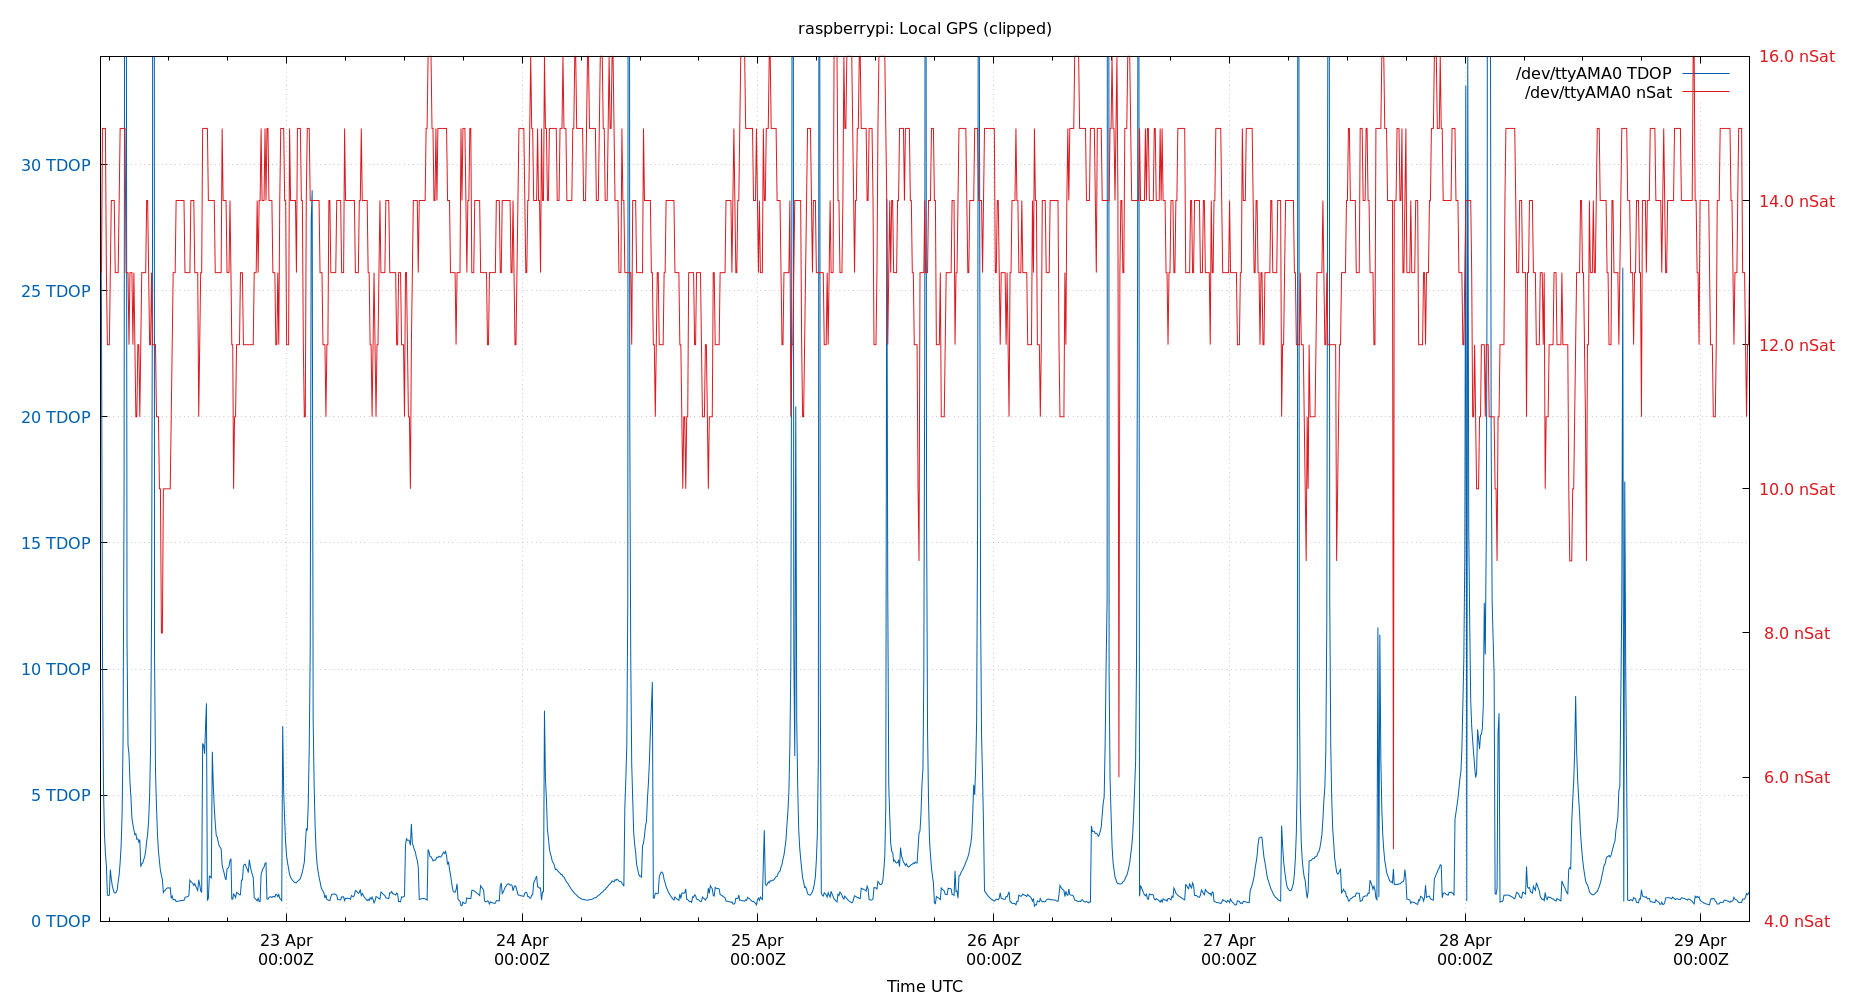 raspberrypi: Local GPS (clipped)
/dev/ttyAMA0 TDOP
/dev/ttyAMA0 nSat
30 TDOP
25 TDOP
20 TDOP
15 TDOP
10 TDOP
5 TDOP
0 TDOP
16.0 nSat
14.0 nSat
12.0 nSat
10.0 nSat
8.0 nSat
6.0 nSat
4.0 nSat
23 Apr
00:00Z
24 Apr
00:00Z
25 Apr
00:00Z
26 Apr
00:00Z
27 Apr
00:00Z
28 Apr
00:00Z
29 Apr
00:00Z
Time UTC